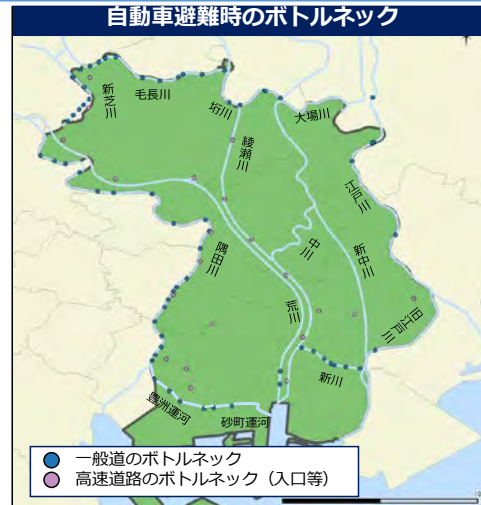 自動車避難時のボトルネック
新芝川
毛長川
圦川
大場川
綾瀬川
江戸川
中川
新中川
隅田川
荒川
旧江戸川
新川
豊洲運河
砂町運河
一般道のボトルネック
高速道路のボトルネック（入口等）